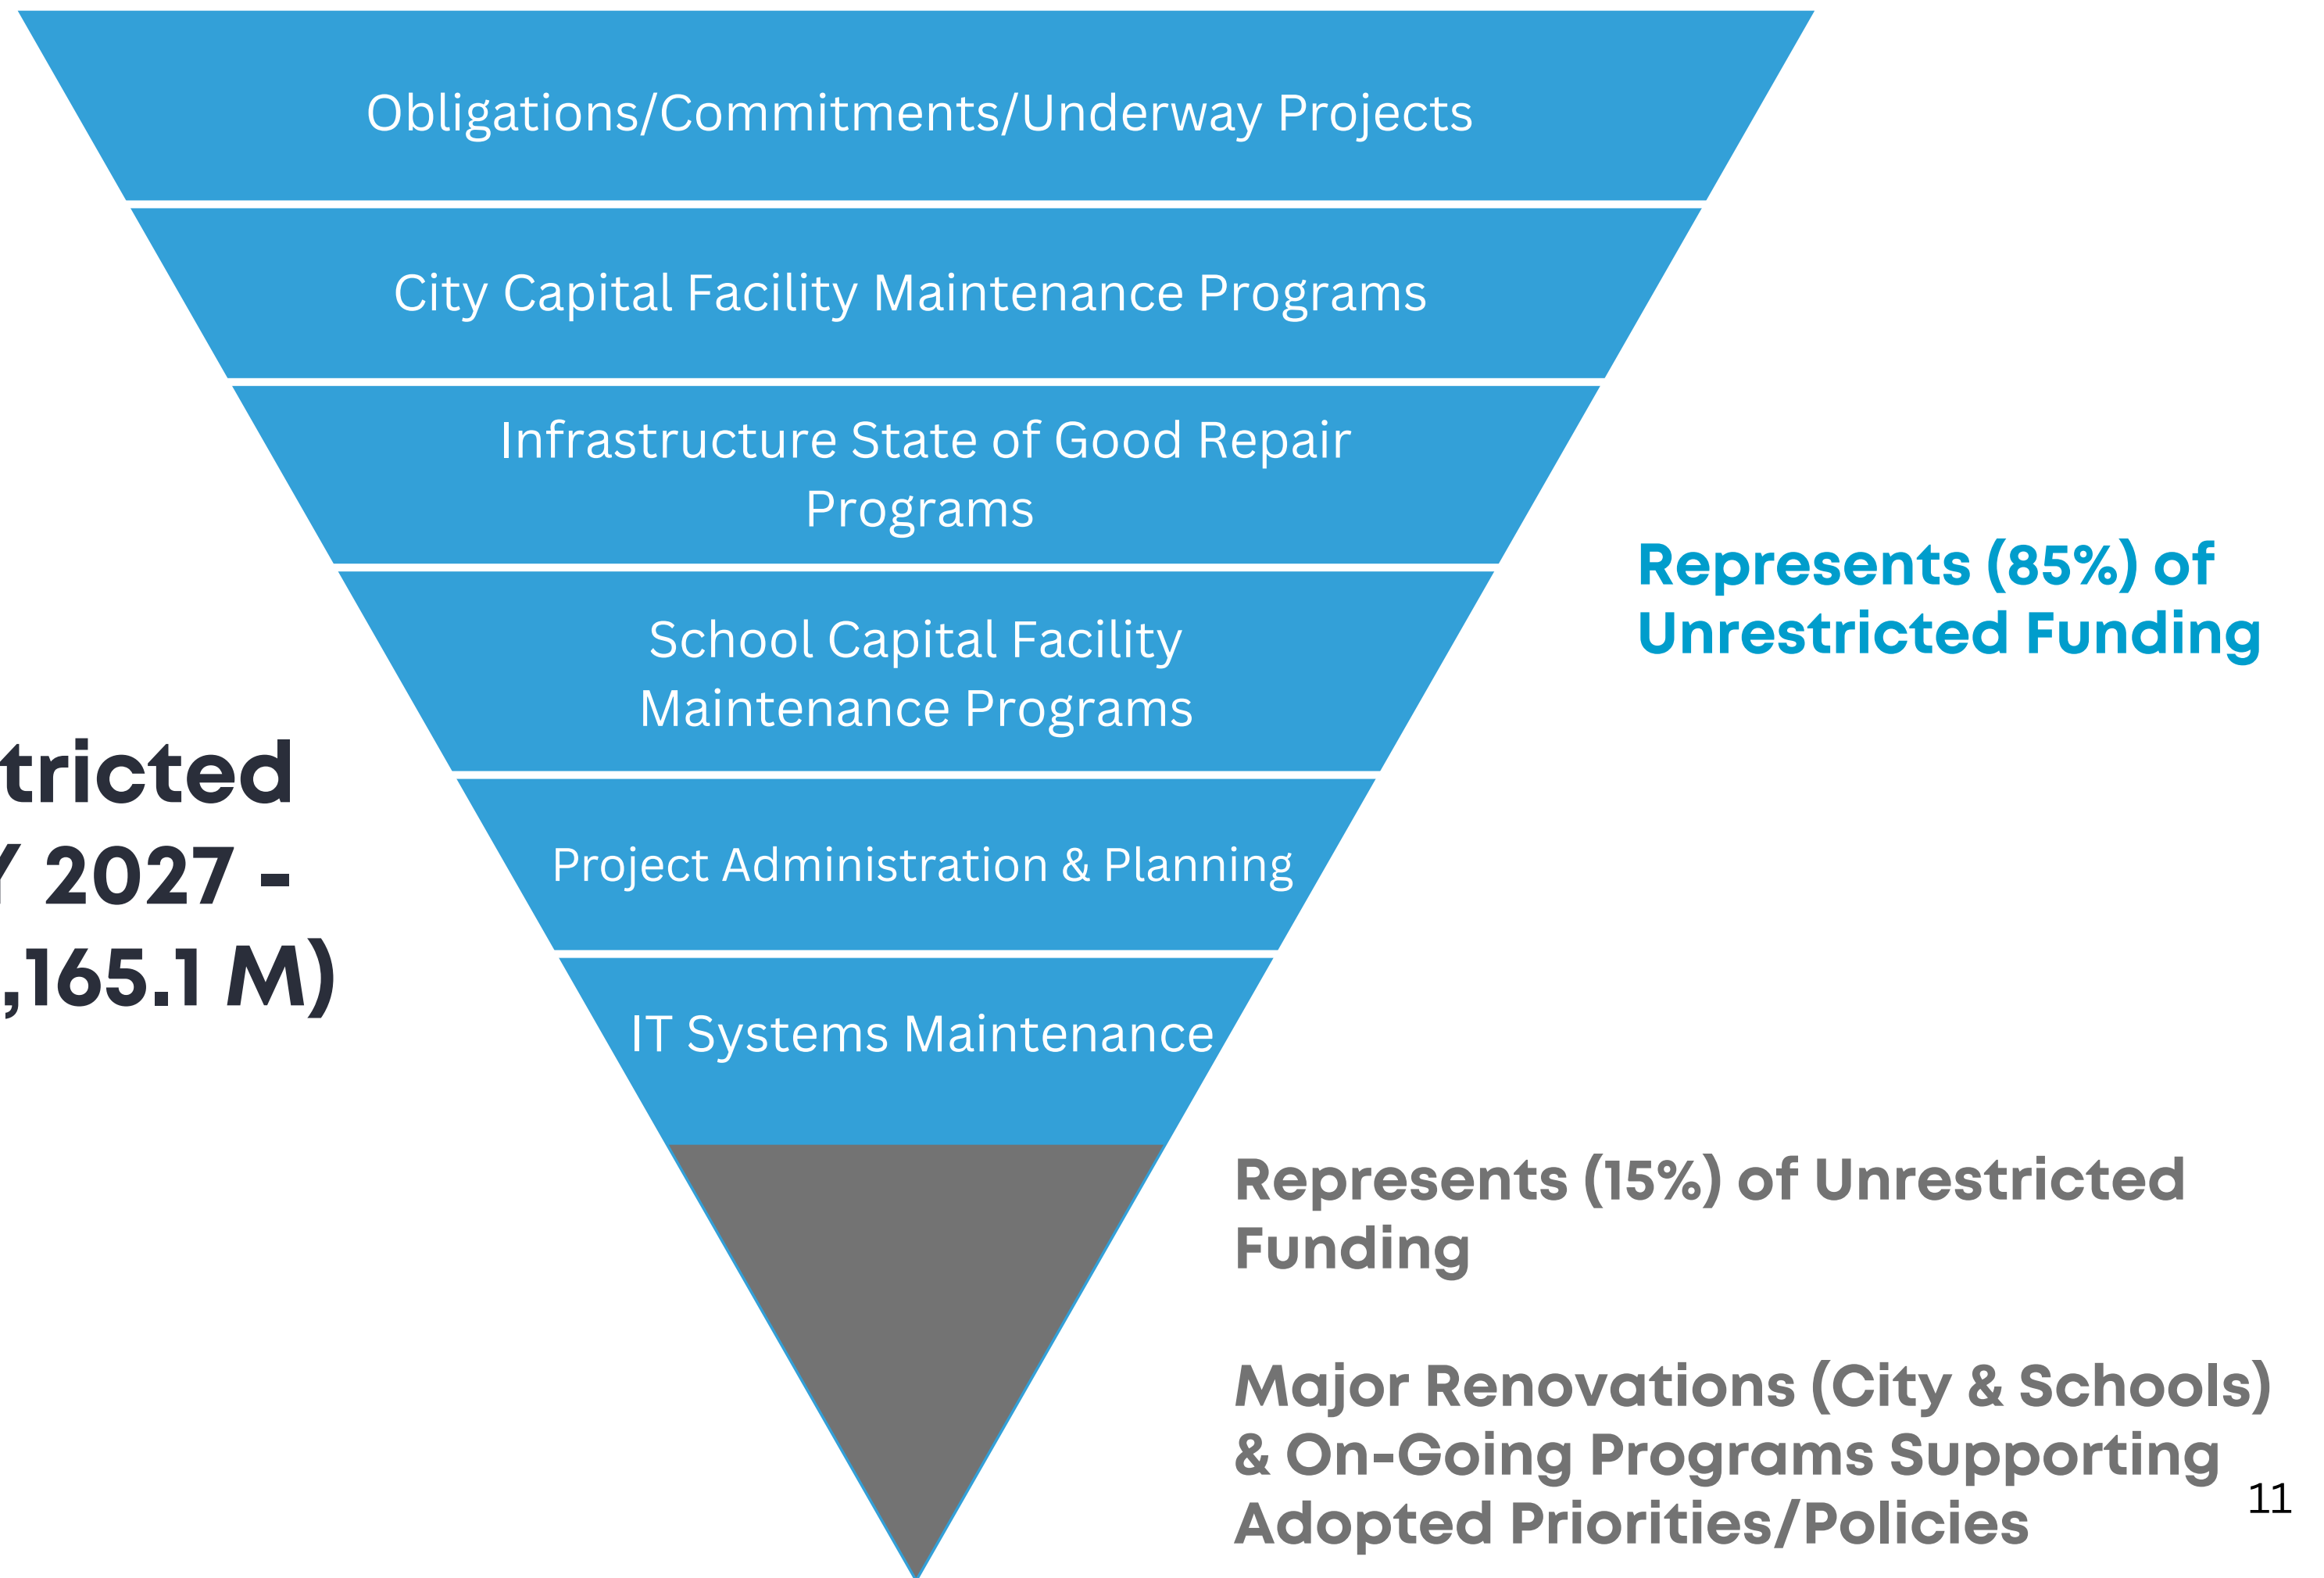 Obligations/Commitments/Underway Projects
City Capital Facility Maintenance Programs
Infrastructure State of Good Repair
Programs
School Capital Facility
Maintenance Programs
Project Administration & Planning
IT Systems Maintenance
Represents (85%) of
Unrestricted Funding
tricted
Y 2027 -
,165.1 M)
Represents (15%) of Unrestricted
Funding
Major Renovations (City & Schools)
& On-Going Programs Supporting
Adopted Priorities/Policies
11